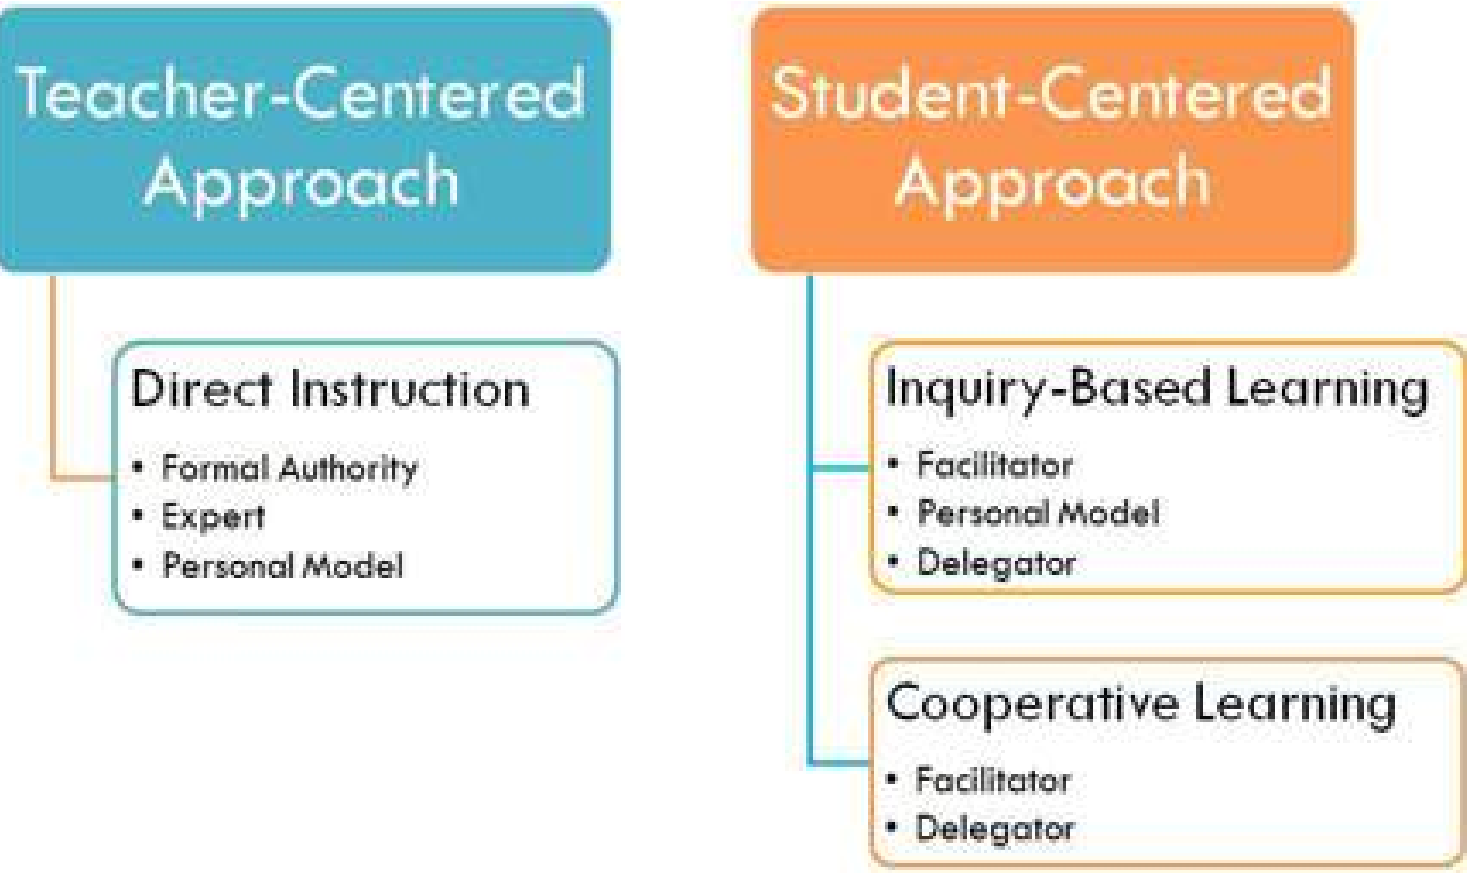 Teacher-Centered
Approach
Direct Instruction
• Formal Authority
• Expert
• Personal Model
Student-Centered
Approach
Inquiry-Based Learning
• Facilitator
• Personal Model
• Delegator
Cooperative Learning
• Facilitator
• Delegator